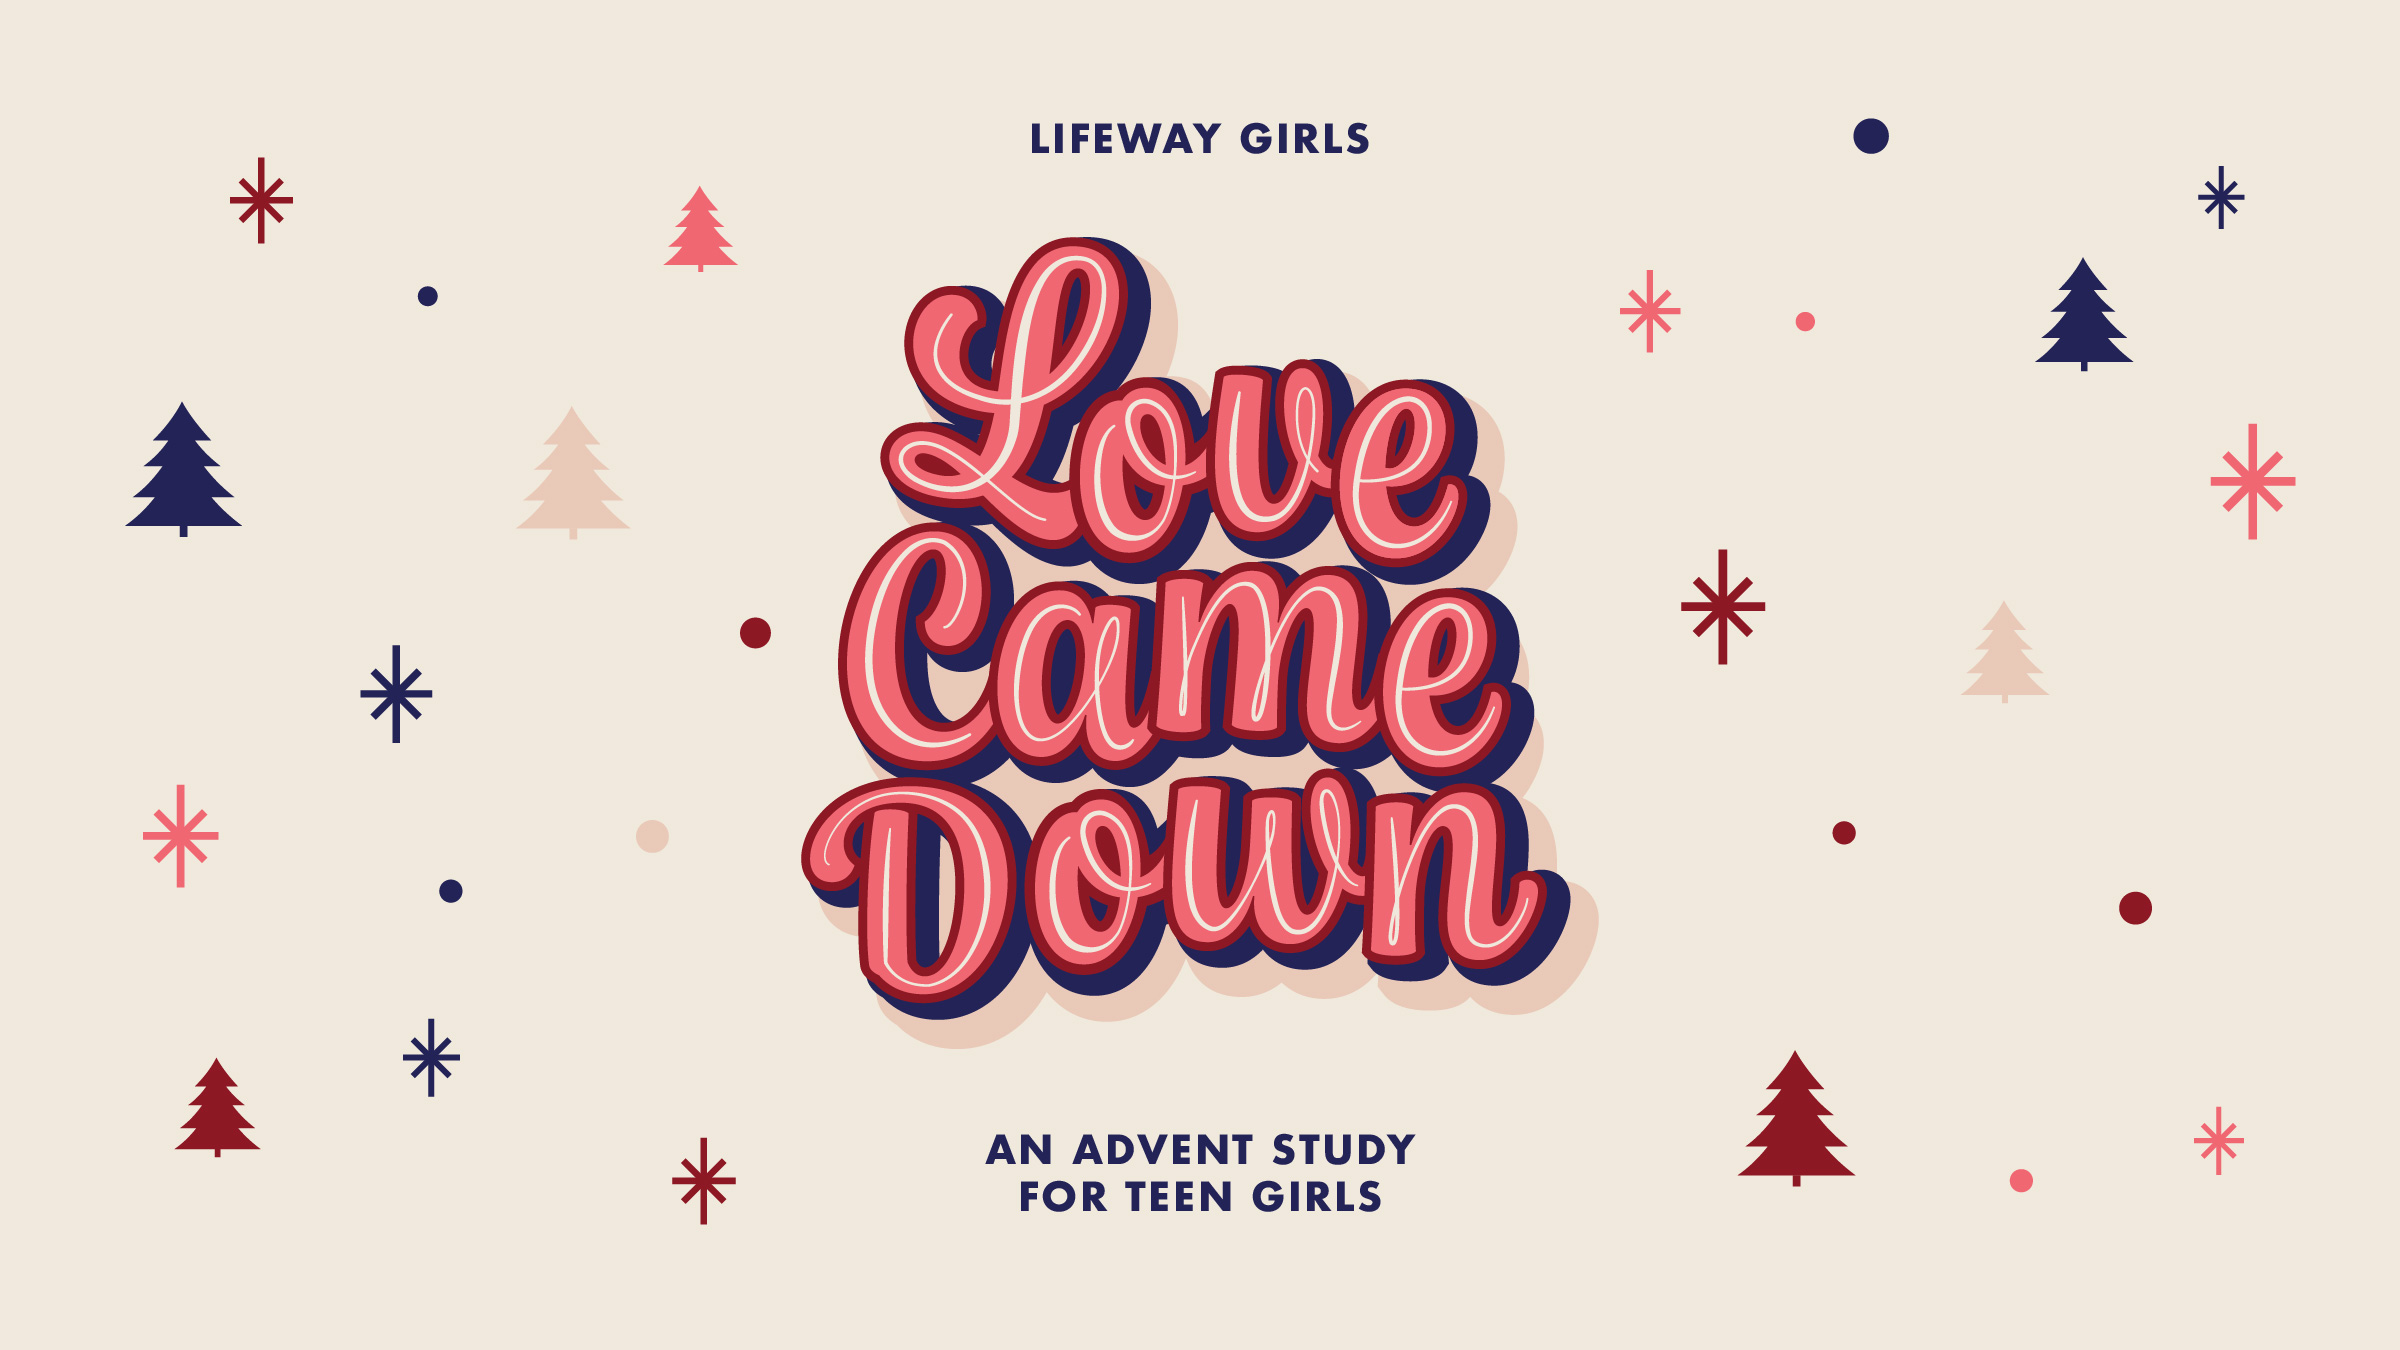 LIFEWAY GIRLS
Love
Came
Down
AN ADVENT STUDY
FOR TEEN GIRLS